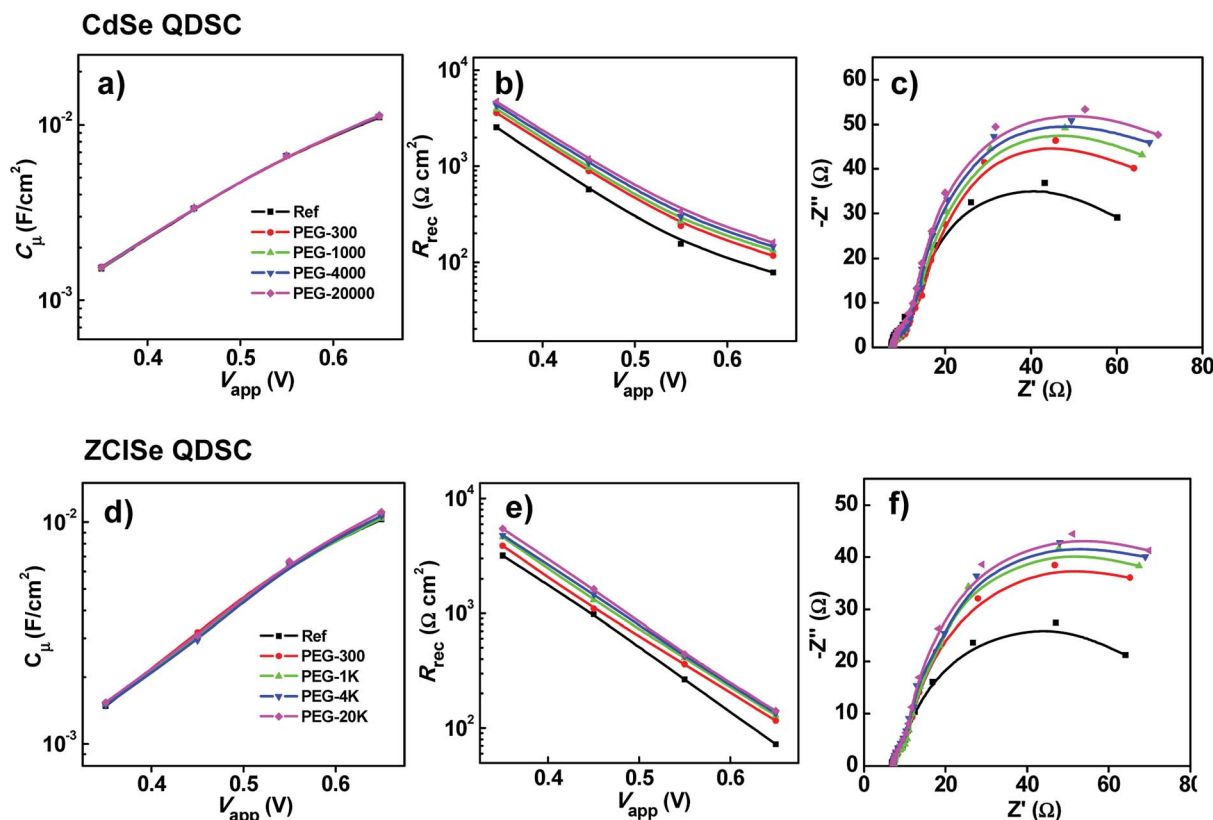 CdSe QDSC
a)
C_μ (F/cm²)
10⁻²
10⁻³
0.4 0.5 0.6
V_app (V)
Ref
PEG-300
PEG-1000
PEG-4000
PEG-20000
b)
R_rec (Ω cm²)
10⁴
10³
10²
0.4 0.5 0.6
V_app (V)
c)
-Z'' (Ω)
60
50
40
30
20
10
0
0 20 40 60 80
Z' (Ω)
ZCISe QDSC
d)
C_μ (F/cm²)
10⁻²
10⁻³
0.4 0.5 0.6
V_app (V)
Ref
PEG-300
PEG-1K
PEG-4K
PEG-20K
e)
R_rec (Ω cm²)
10⁴
10³
10²
0.4 0.5 0.6
V_app (V)
f)
-Z'' (Ω)
50
40
30
20
10
0
0 20 40 60 80
Z' (Ω)